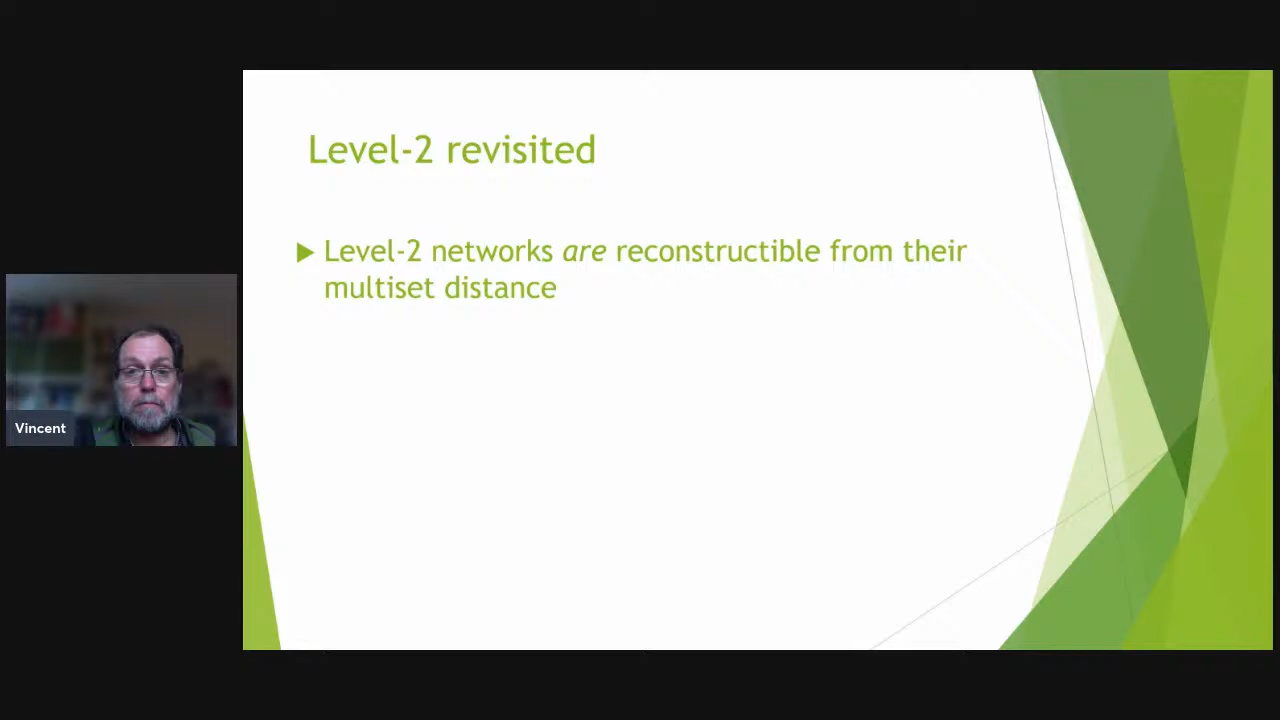 Level-2 revisited
Level-2 networks are reconstructible from their
multiset distance
Vincent